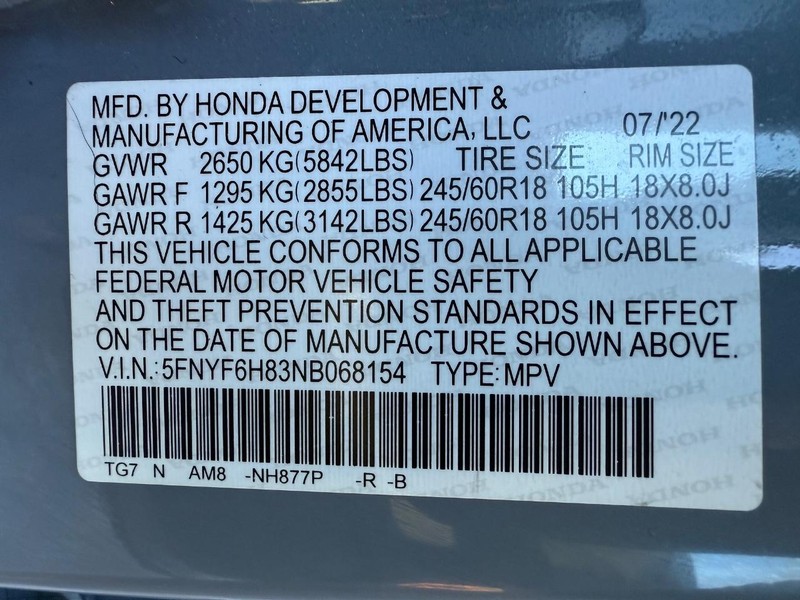 MFD. BY HONDA DEVELOPMENT &
MANUFACTURING OF AMERICA, LLC 07/'22
GVWR 2650 KG(5842LBS) TIRE SIZE RIM SIZE
GAWR F 1295 KG(2855LBS) 245/60R18 105H 18X8.0J
GAWR R 1425 KG(3142LBS) 245/60R18 105H 18X8.0J
THIS VEHICLE CONFORMS TO ALL APPLICABLE
FEDERAL MOTOR VEHICLE SAFETY
AND THEFT PREVENTION STANDARDS IN EFFECT
ON THE DATE OF MANUFACTURE SHOWN ABOVE.
V.I.N.: 5FNYF6H83NB068154 TYPE: MPV
TG7 N AM8 -NH877P -R -B